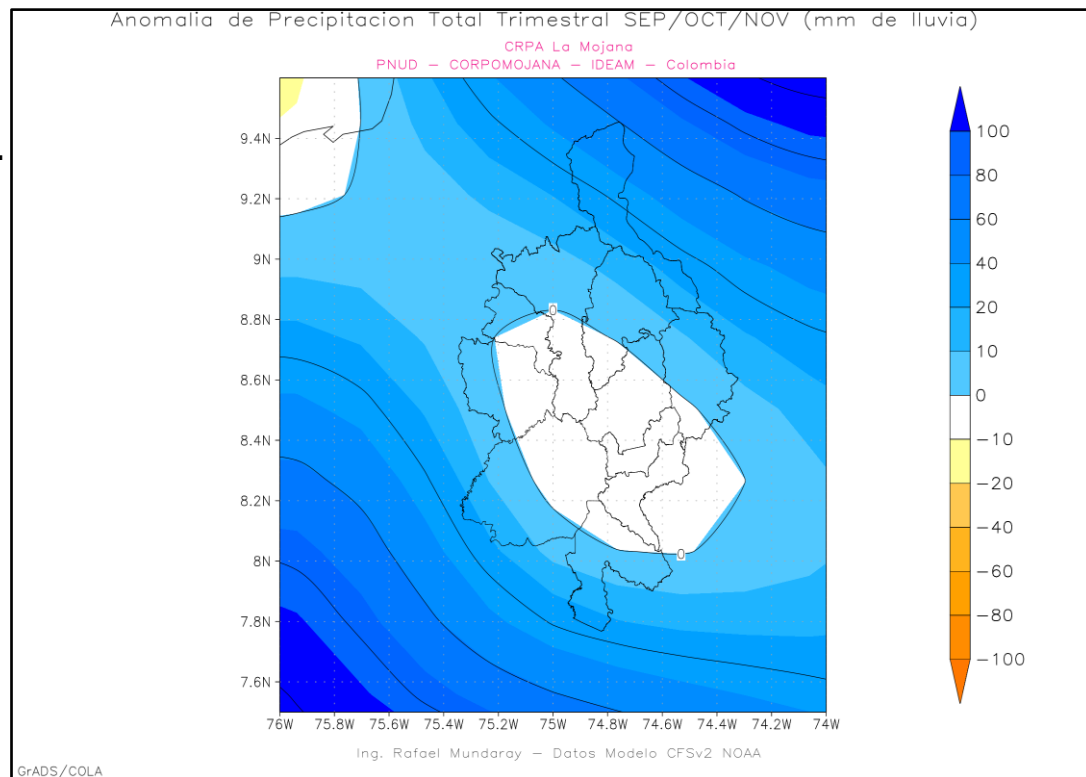 Anomalia de Precipitacion Total Trimestral SEP/OCT/NOV (mm de lluvia)
CRPA La Mojana
PNUD – CORPOMOJANA – IDEAM – Colombia
9.4N
9.2N
9N
8.8N
8.6N
8.4N
8.2N
8N
7.8N
7.6N
0
0
76W 75.8W 75.6W 75.4W 75.2W 75W 74.8W 74.6W 74.4W 74.2W 74W
100
80
60
40
20
10
0
−10
−20
−40
−60
−80
−100
Ing. Rafael Mundaray – Datos Modelo CFSv2 NOAA
GrADS/COLA